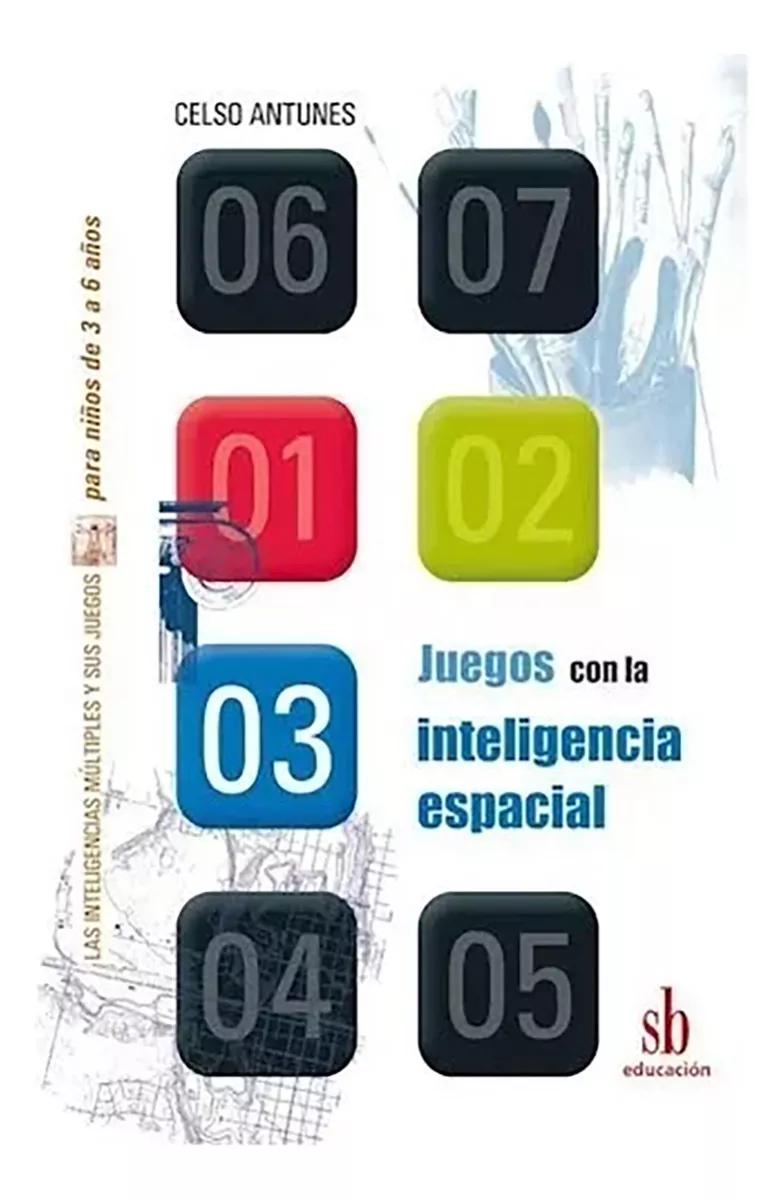 CELSO ANTUNES
06
07
01
02
03
Juegos con la
inteligencia
espacial
04
05
LAS INTELIGENCIAS MÚLTIPLES Y SUS JUEGOS para niños de 3 a 6 años
sb
educación